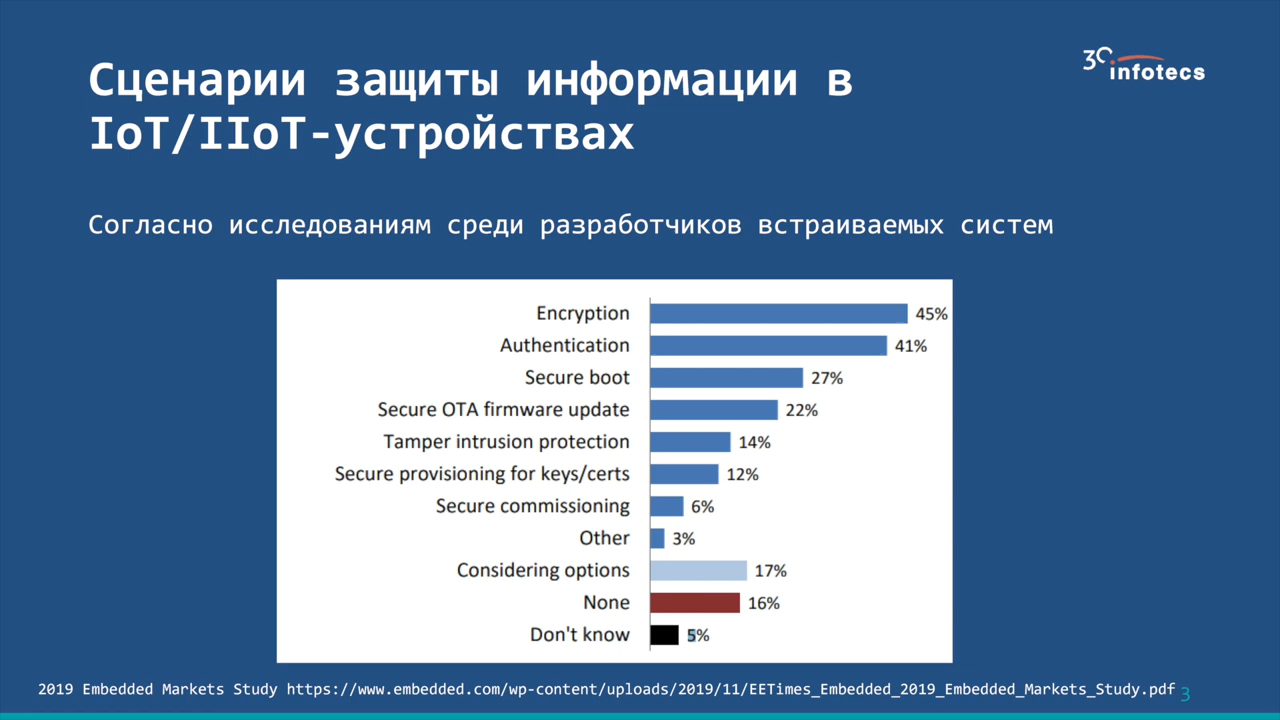 Сценарии защиты информации в
IoT/IIoT-устройствах
30 infotecs
Согласно исследованиям среди разработчиков встраиваемых систем
Encryption 45%
Authentication 41%
Secure boot 27%
Secure OTA firmware update 22%
Tamper intrusion protection 14%
Secure provisioning for keys/certs 12%
Secure commissioning 6%
Other 3%
Considering options 17%
None 16%
Don't know 5%
2019 Embedded Markets Study https://www.embedded.com/wp-content/uploads/2019/11/EETimes_Embedded_2019_Embedded_Markets_Study.pdf
3